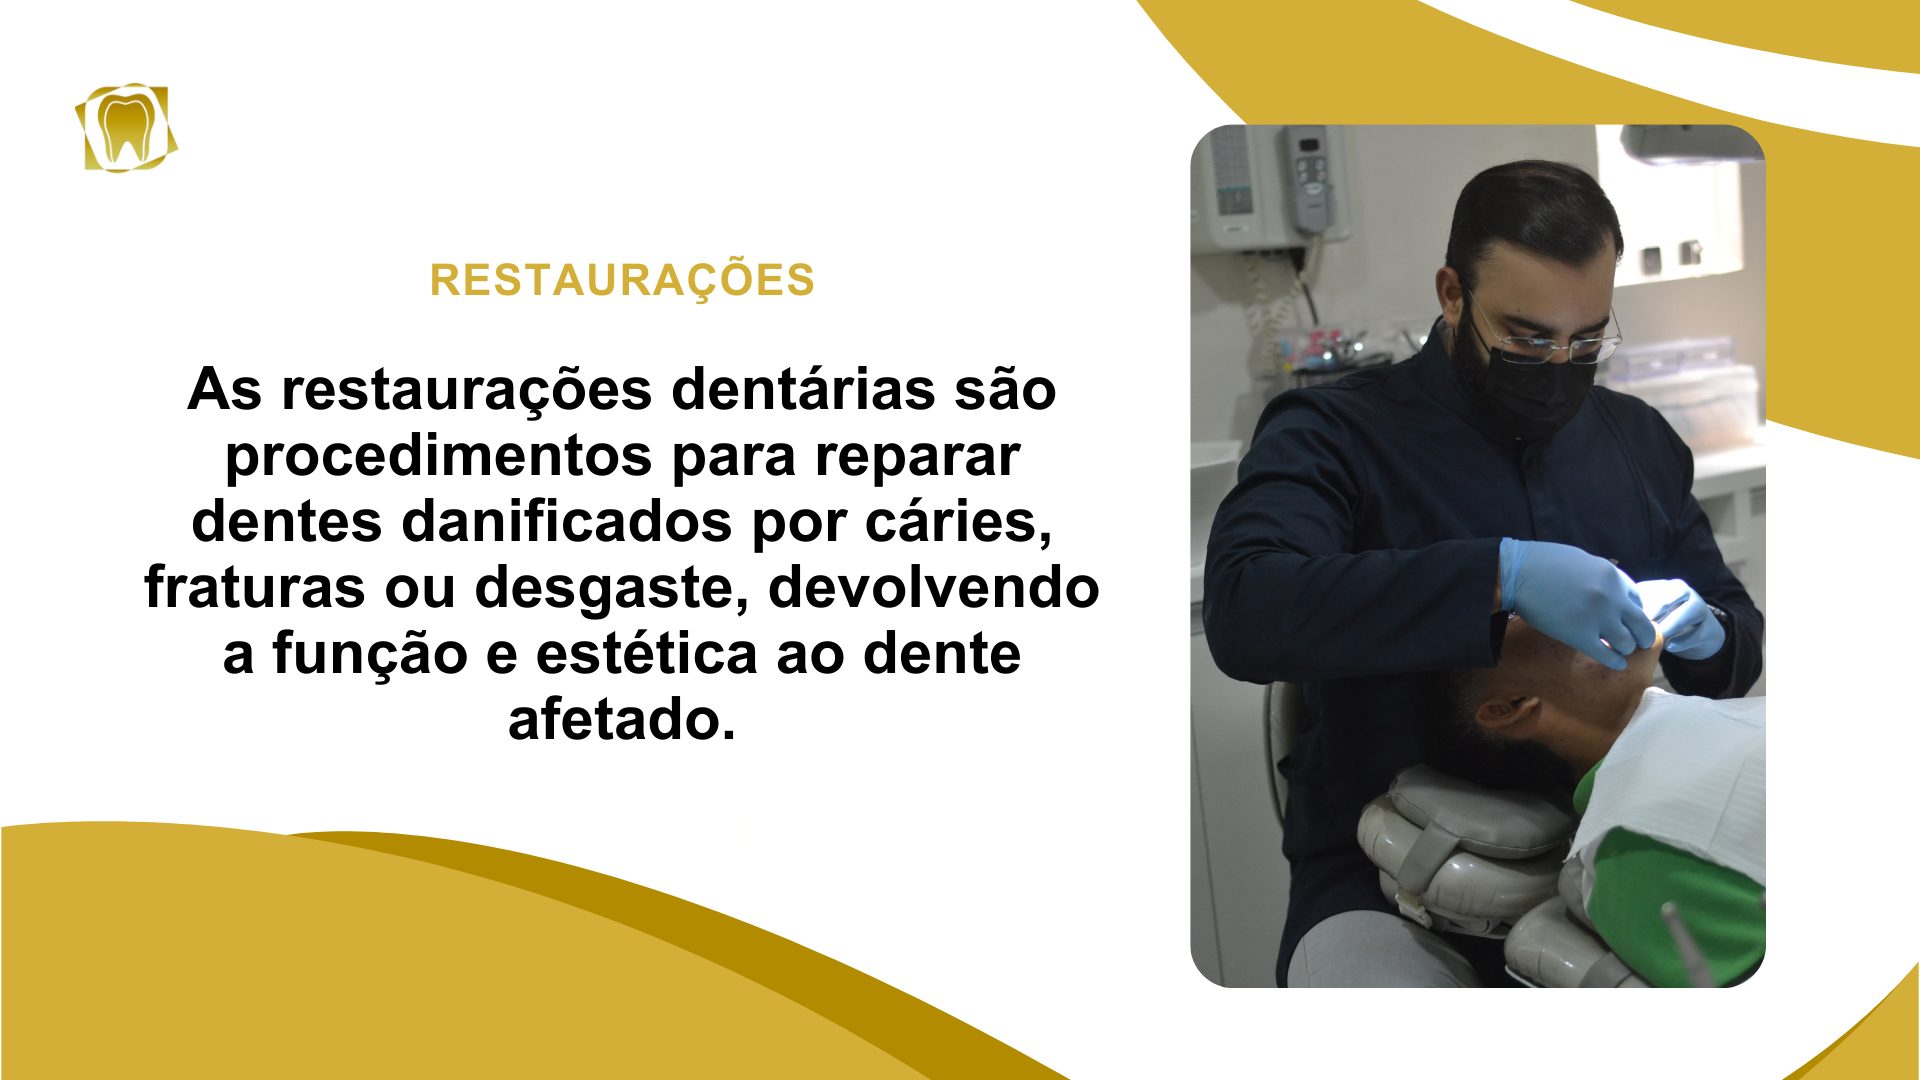 RESTAURAÇÕES
As restaurações dentárias são
procedimentos para reparar
dentes danificados por cáries,
fraturas ou desgaste, devolvendo
a função e estética ao dente
afetado.